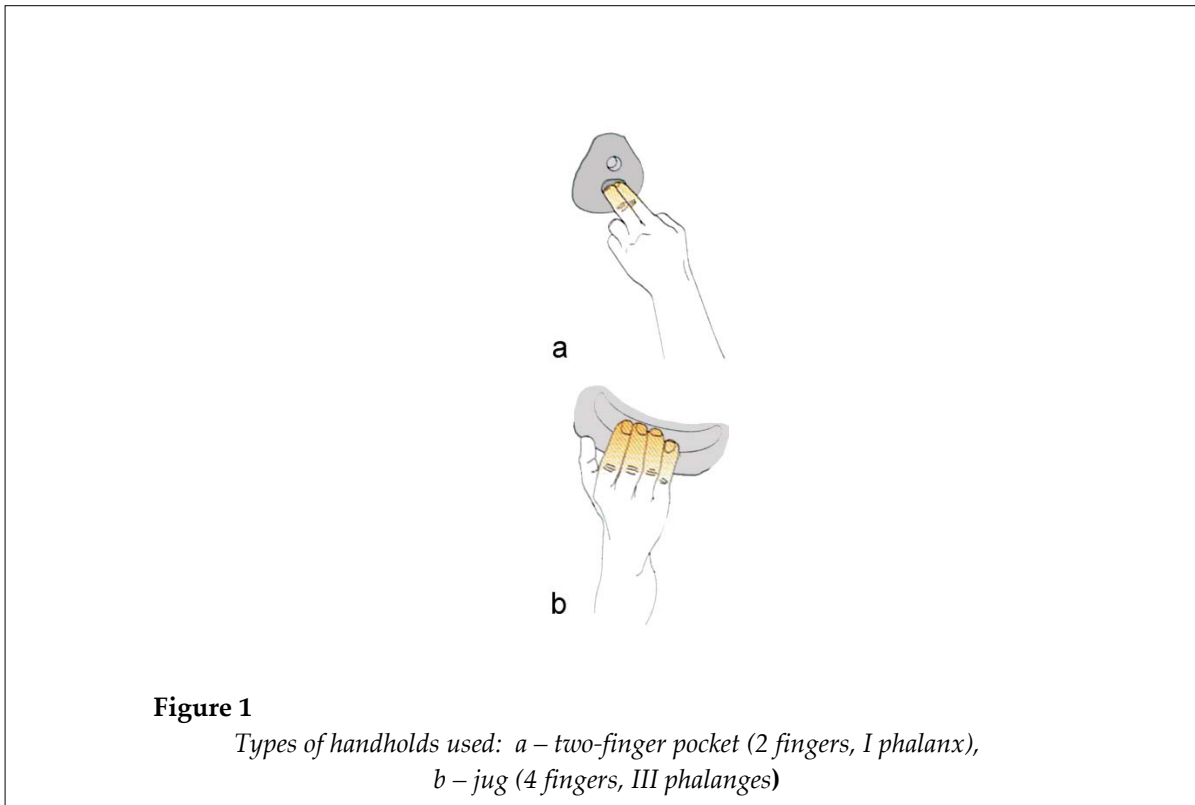 a
b
Figure 1
Types of handholds used: a – two-finger pocket (2 fingers, I phalanx),
b – jug (4 fingers, III phalanges)